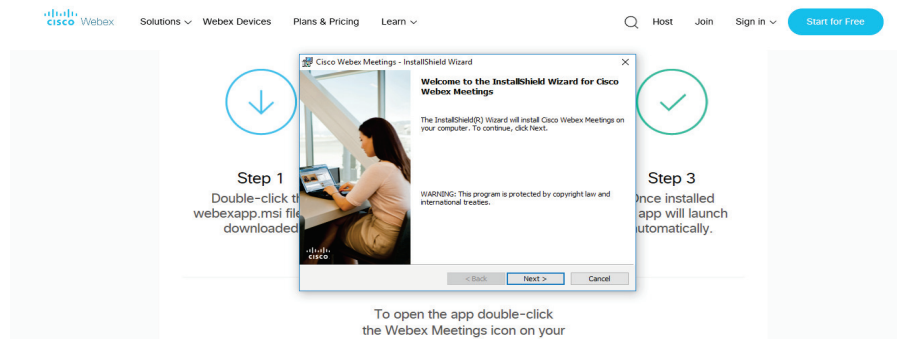 CISCO Webex
Solutions
Webex Devices
Plans & Pricing
Learn
Host
Join
Sign in
Start for Free
Cisco Webex Meetings - InstallShield Wizard
Welcome to the InstallShield Wizard for Cisco
Webex Meetings
The InstallShield(R) Wizard will install Cisco Webex Meetings on
your computer. To continue, click Next.
WARNING: This program is protected by copyright law and
international treaties.
CISCO
< Back
Next >
Cancel
Step 1
Double-click
webexapp.msi file
downloaded
Step 3
Once installed
app will launch
automatically.
To open the app double-click
the Webex Meetings icon on your